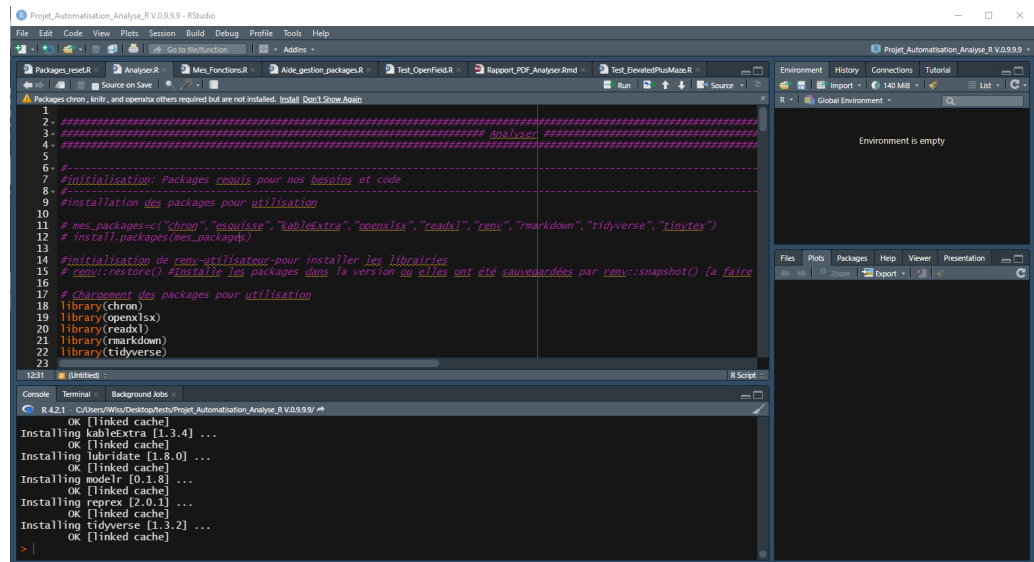 Projet_Automatisation_Analyse_R V.0.9.9.9 - RStudio
File Edit Code View Plots Session Build Debug Profile Tools Help
Go to file/function Addins Projet_Automatisation_Analyse_R V.0.9.9.9
Packages_reset.R Analyser.R Mes_Fonctions.R Aide_gestion_packages.R Test_OpenField.R Rapport_PDF_Analyser.Rmd Test_ElevatedPlusMaze.R
Source on Save Run Source
Packages chron , knitr , and openxlsx others required but are not installed. Install Don't Show Again
1
2 ################################################################
3 ################################ Analyser ################################
4 ################################################################
5
6 #----------------------------------------------------------------
7 #initialisation: Packages requis pour nos besoins et code
8 #----------------------------------------------------------------
9 #installation des packages pour utilisation
10
11 # mes_packages=c("chron","esquisse","kableExtra","openxlsx","readxl","renv","rmarkdown","tidyverse","tinytex")
12 # install.packages(mes_packages)
13
14 #initialisation de renv-utilisateur-pour installer les librairies
15 # renv::restore() #Installe les packages dans la version ou elles ont été sauvegardées par renv::snapshot() [a faire
16
17 # Chargement des packages pour utilisation
18 library(chron)
19 library(openxlsx)
20 library(readxl)
21 library(rmarkdown)
22 library(tidyverse)
23
12:31 (Untitled) R Script
Console Terminal Background Jobs
R 4.2.1 · C:/Users/iWiss/Desktop/tests/Projet_Automatisation_Analyse_R V.0.9.9.9/
OK [linked cache]
Installing kableExtra [1.3.4] ...
OK [linked cache]
Installing lubridate [1.8.0] ...
OK [linked cache]
Installing modelr [0.1.8] ...
OK [linked cache]
Installing reprex [2.0.1] ...
OK [linked cache]
Installing tidyverse [1.3.2] ...
OK [linked cache]
>
Environment History Connections Tutorial
Import 140 MiB List
R Global Environment
Environment is empty
Files Plots Packages Help Viewer Presentation
Zoom Export